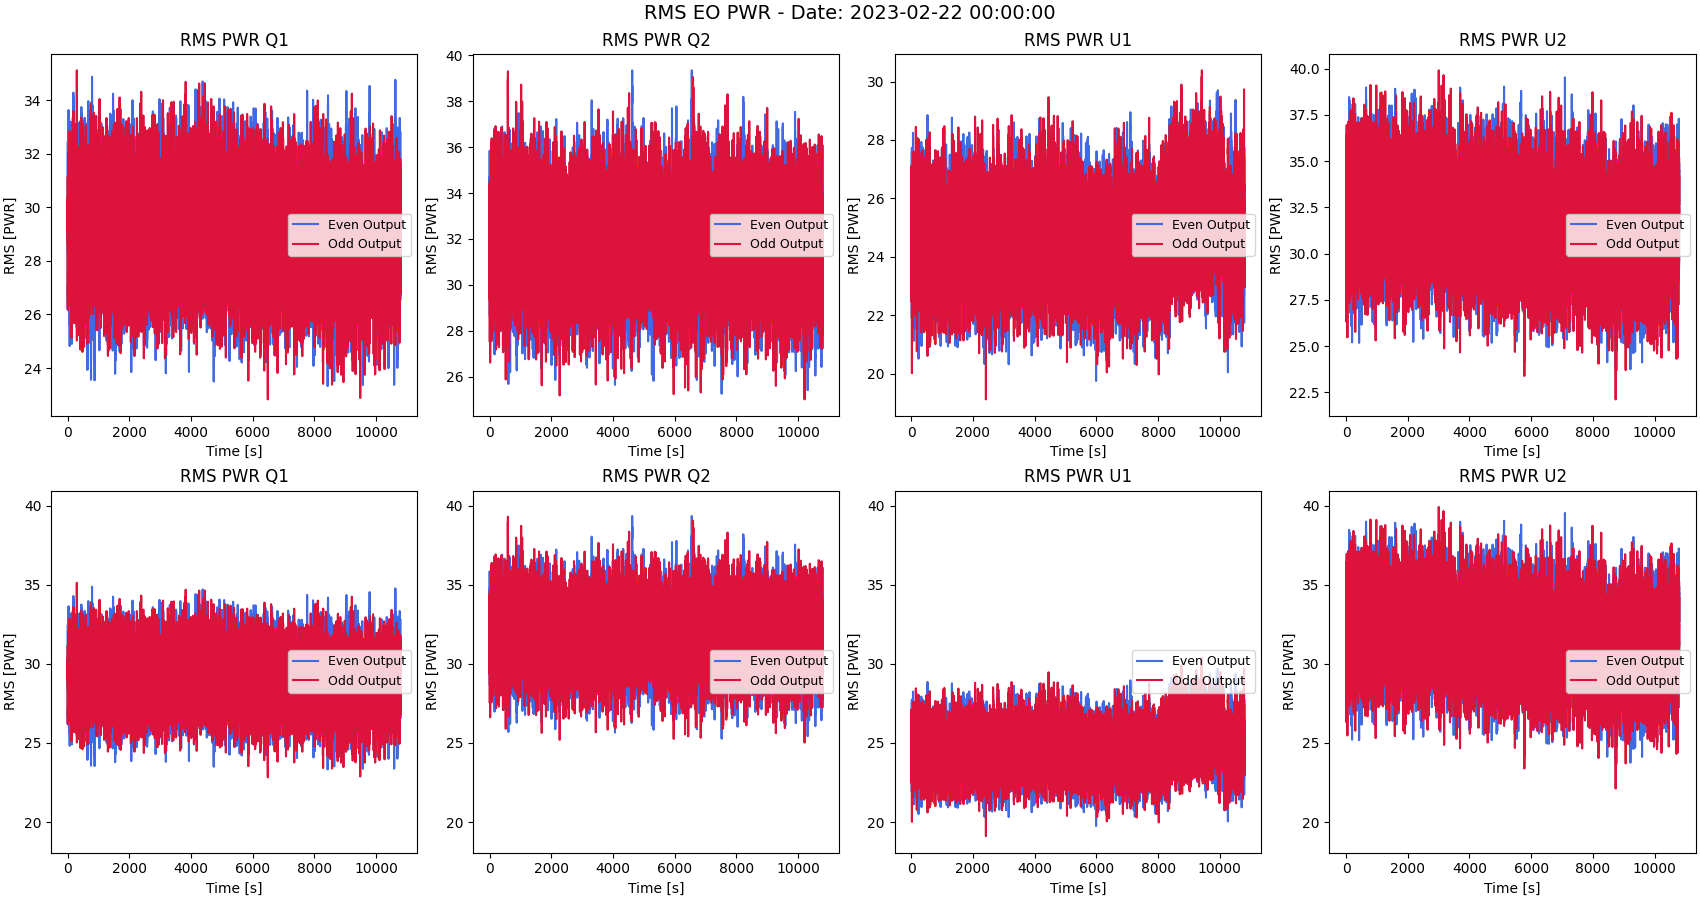 RMS EO PWR - Date: 2023-02-22 00:00:00
RMS PWR Q1
RMS [PWR]
34
32
30
28
26
24
Even Output
Odd Output
0 2000 4000 6000 8000 10000
Time [s]
RMS PWR Q2
RMS [PWR]
40
38
36
34
32
30
28
26
Even Output
Odd Output
0 2000 4000 6000 8000 10000
Time [s]
RMS PWR U1
RMS [PWR]
30
28
26
24
22
20
Even Output
Odd Output
0 2000 4000 6000 8000 10000
Time [s]
RMS PWR U2
RMS [PWR]
40.0
37.5
35.0
32.5
30.0
27.5
25.0
22.5
Even Output
Odd Output
0 2000 4000 6000 8000 10000
Time [s]
RMS PWR Q1
RMS [PWR]
40
35
30
25
20
Even Output
Odd Output
0 2000 4000 6000 8000 10000
Time [s]
RMS PWR Q2
RMS [PWR]
40
35
30
25
20
Even Output
Odd Output
0 2000 4000 6000 8000 10000
Time [s]
RMS PWR U1
RMS [PWR]
40
35
30
25
20
Even Output
Odd Output
0 2000 4000 6000 8000 10000
Time [s]
RMS PWR U2
RMS [PWR]
40
35
30
25
20
Even Output
Odd Output
0 2000 4000 6000 8000 10000
Time [s]